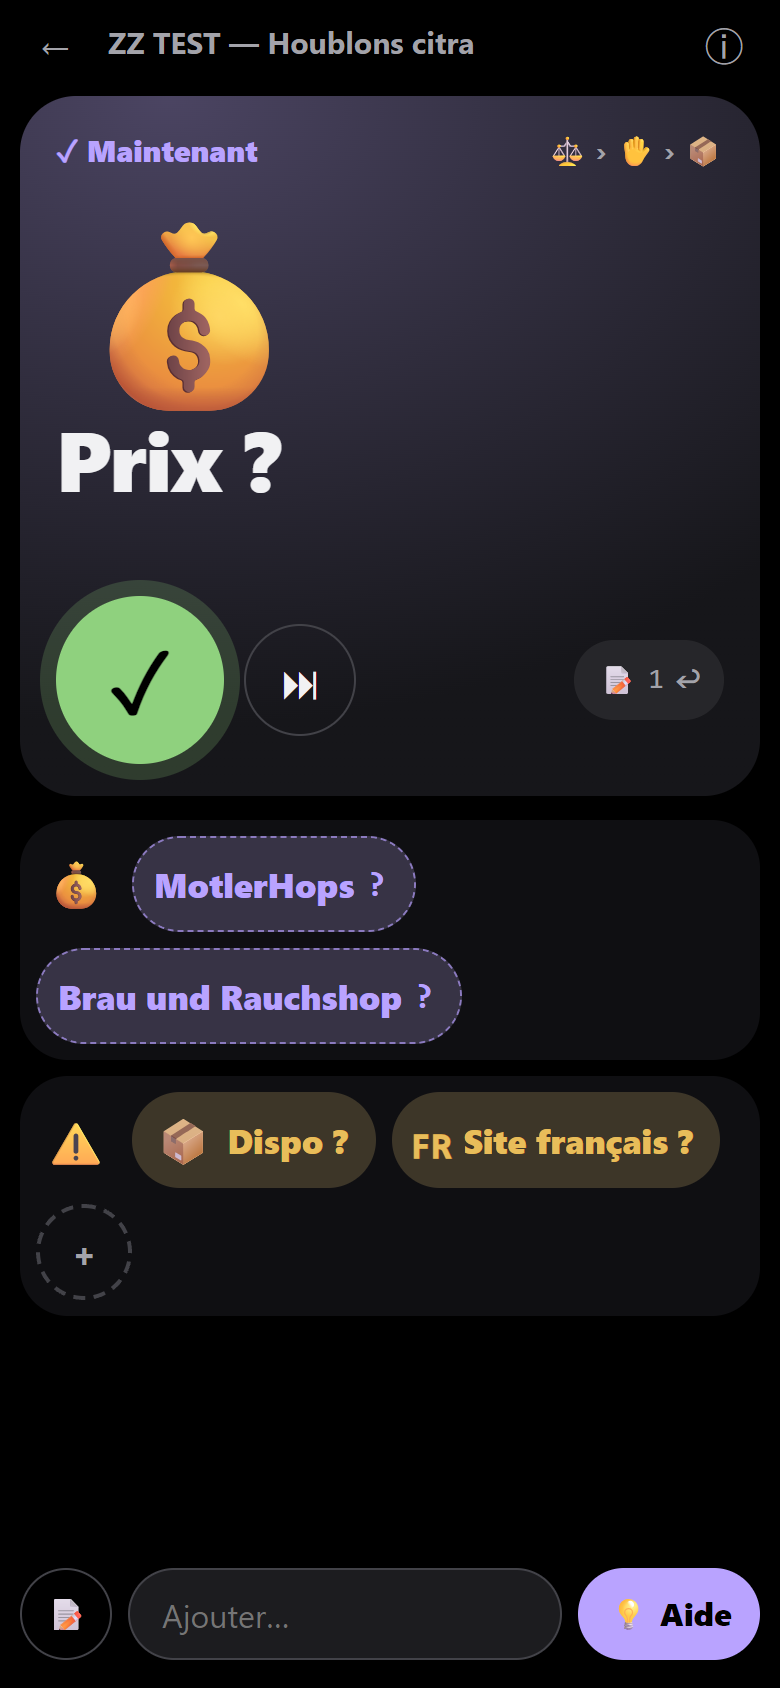 ← ZZ TEST — Houblons citra ⓘ
✓ Maintenant ⚖️ › ✋ › 📦
Prix ?
✓ ⏭ 📝 1 ↩
💰 MotlerHops ?
Brau und Rauchshop ?
⚠️ 📦 Dispo ? FR Site français ?
+
📝 Ajouter... 💡 Aide